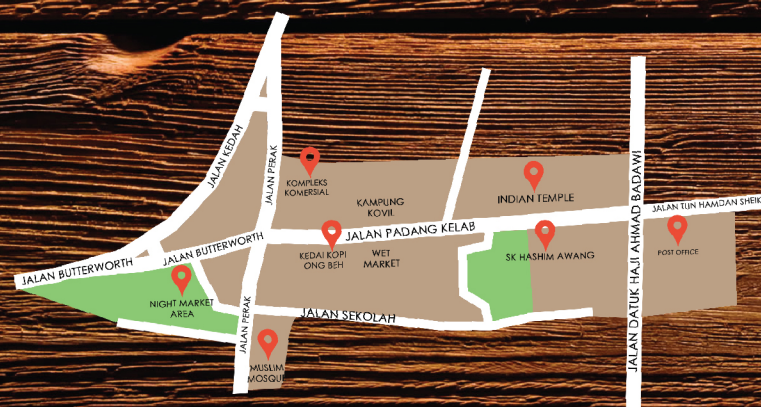 JALAN KEDAH
JALAN PERAK
KOMPLEKS
KOMERSIAL
KAMPUNG
KOVIL
INDIAN TEMPLE
JALAN DATUK HAJI AHMAD BADAWI
JALAN TUN HAMDAN SHEIK
JALAN BUTTERWORTH
JALAN BUTTERWORTH
JALAN PADANG KELAB
KEDAI KOPI
ONG BEH
WET
MARKET
SK HASHIM AWANG
POST OFFICE
NIGHT MARKET
AREA
JALAN SEKOLAH
JALAN PERAK
MUSLIM
MOSQUE